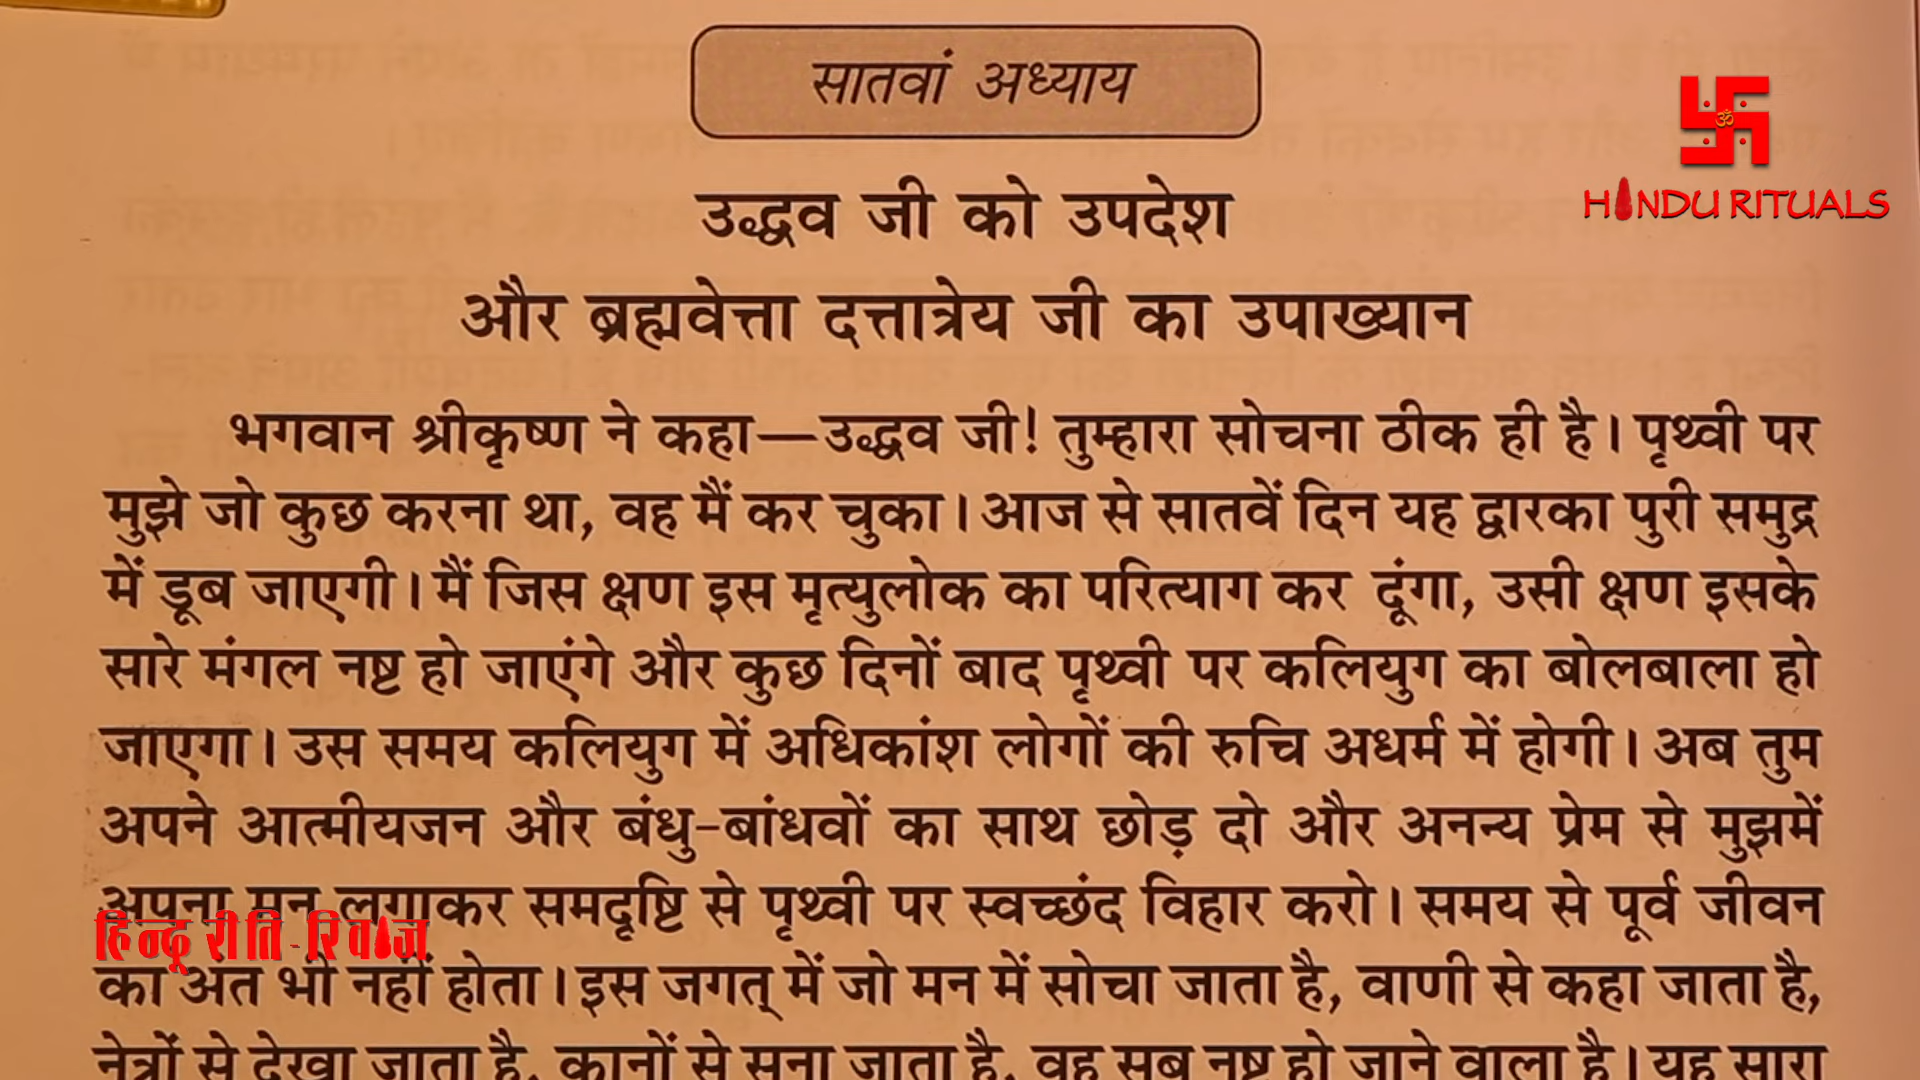 सातवां अध्याय
HINDU RITUALS
उद्धव जी को उपदेश
और ब्रह्मवेत्ता दत्तात्रेय जी का उपाख्यान
भगवान श्रीकृष्ण ने कहा—उद्धव जी! तुम्हारा सोचना ठीक ही है। पृथ्वी पर
मुझे जो कुछ करना था, वह मैं कर चुका। आज से सातवें दिन यह द्वारका पुरी समुद्र
में डूब जाएगी। मैं जिस क्षण इस मृत्युलोक का परित्याग कर दूंगा, उसी क्षण इसके
सारे मंगल नष्ट हो जाएंगे और कुछ दिनों बाद पृथ्वी पर कलियुग का बोलबाला हो
जाएगा। उस समय कलियुग में अधिकांश लोगों की रुचि अधर्म में होगी। अब तुम
अपने आत्मीयजन और बंधु-बांधवों का साथ छोड़ दो और अनन्य प्रेम से मुझमें
अपना मन लगाकर समदृष्टि से पृथ्वी पर स्वच्छंद विहार करो। समय से पूर्व जीवन
हिन्दू रीति-रिवाज
का अंत भी नहीं होता। इस जगत् में जो मन में सोचा जाता है, वाणी से कहा जाता है,
नेत्रों से देखा जाता है, कानों से सुना जाता है, वह सब नष्ट हो जाने वाला है। यह सारा